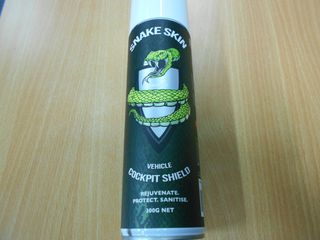 SNAKE SKIN
VEHICLE
COCKPIT SHIELD
REJUVENATE.
PROTECT. SANITISE.
300G NET